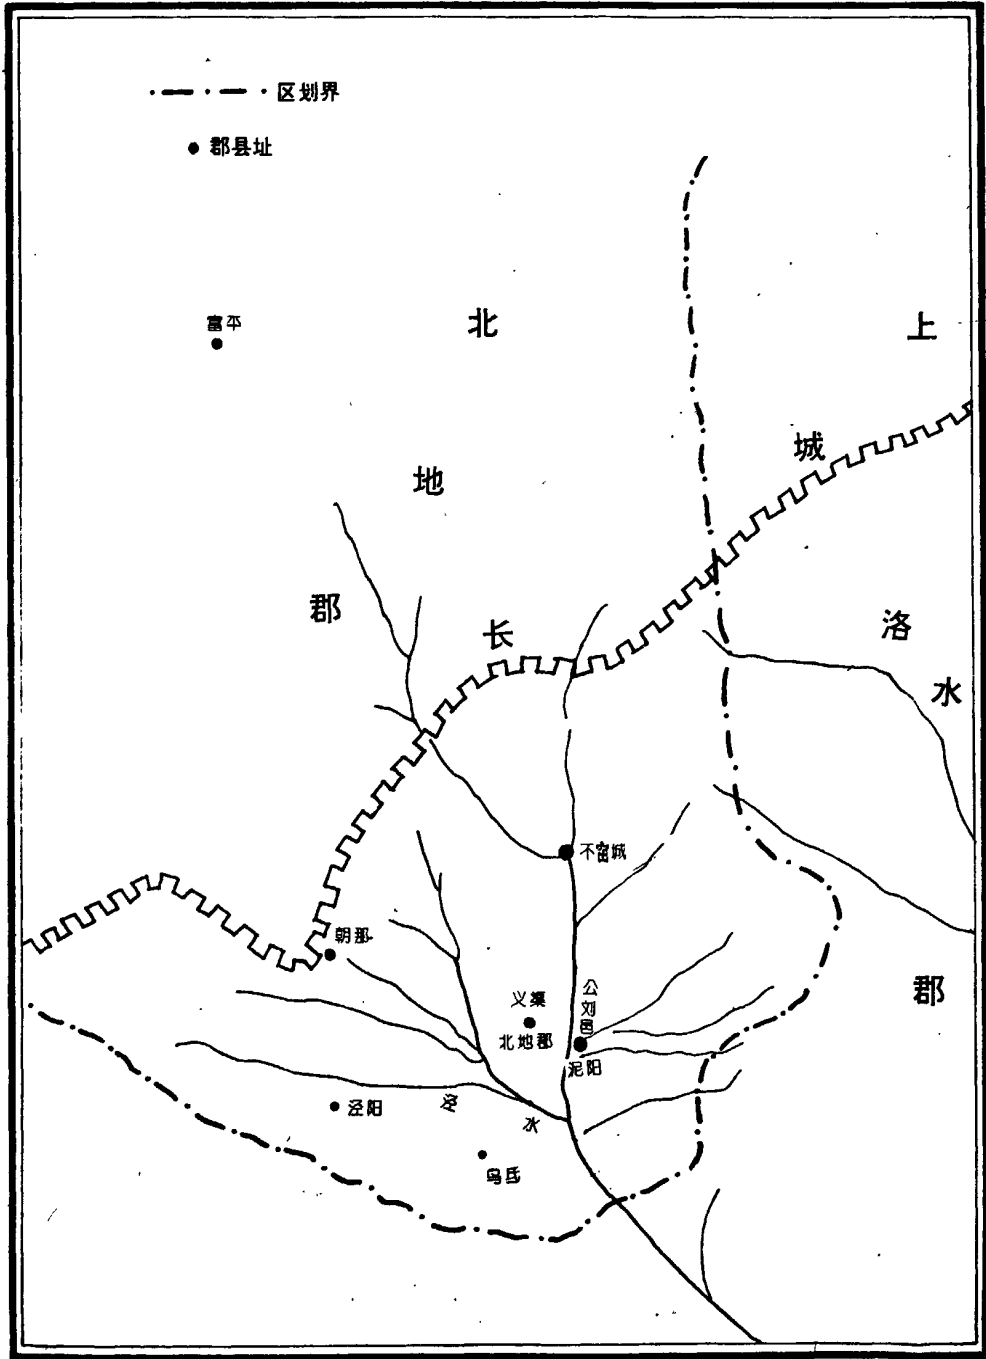 区划界
郡县址
富平
北地郡
上郡
长城
洛水
不窋城
朝那
义渠
北地郡
公刘邑
泥阳
泾阳
泾水
乌氏